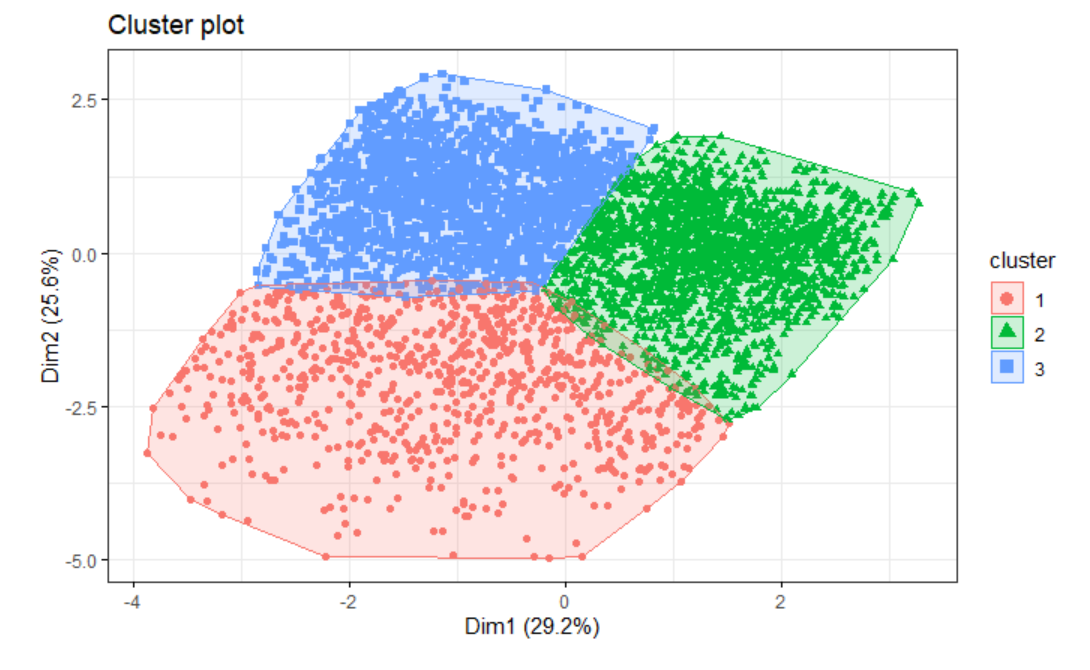 Cluster plot
2.5
0.0
-2.5
-5.0
Dim2 (25.6%)
-4
-2
0
2
Dim1 (29.2%)
cluster
1
2
3